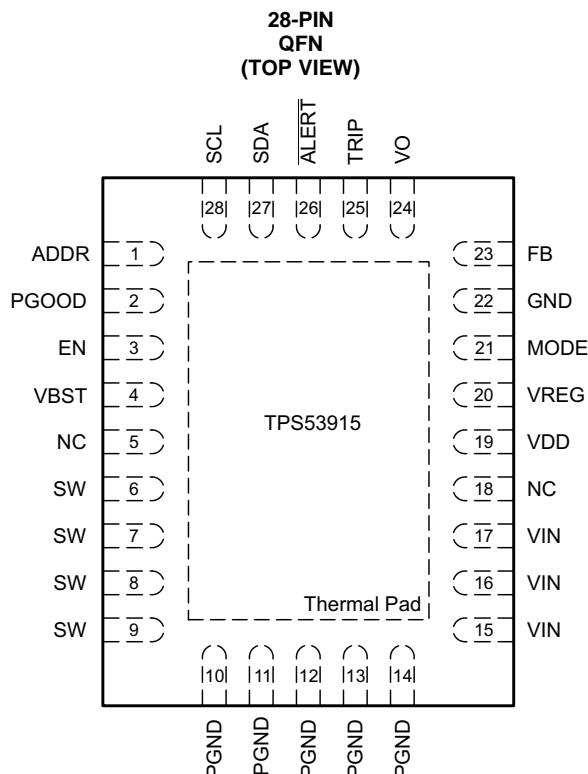 28-PIN
QFN
(TOP VIEW)
SCL SDA ALERT TRIP VO
28 27 26 25 24
ADDR 1
PGOOD 2
EN 3
VBST 4
NC 5
SW 6
SW 7
SW 8
SW 9
TPS53915
Thermal Pad
23 FB
22 GND
21 MODE
20 VREG
19 VDD
18 NC
17 VIN
16 VIN
15 VIN
10 11 12 13 14
PGND PGND PGND PGND PGND